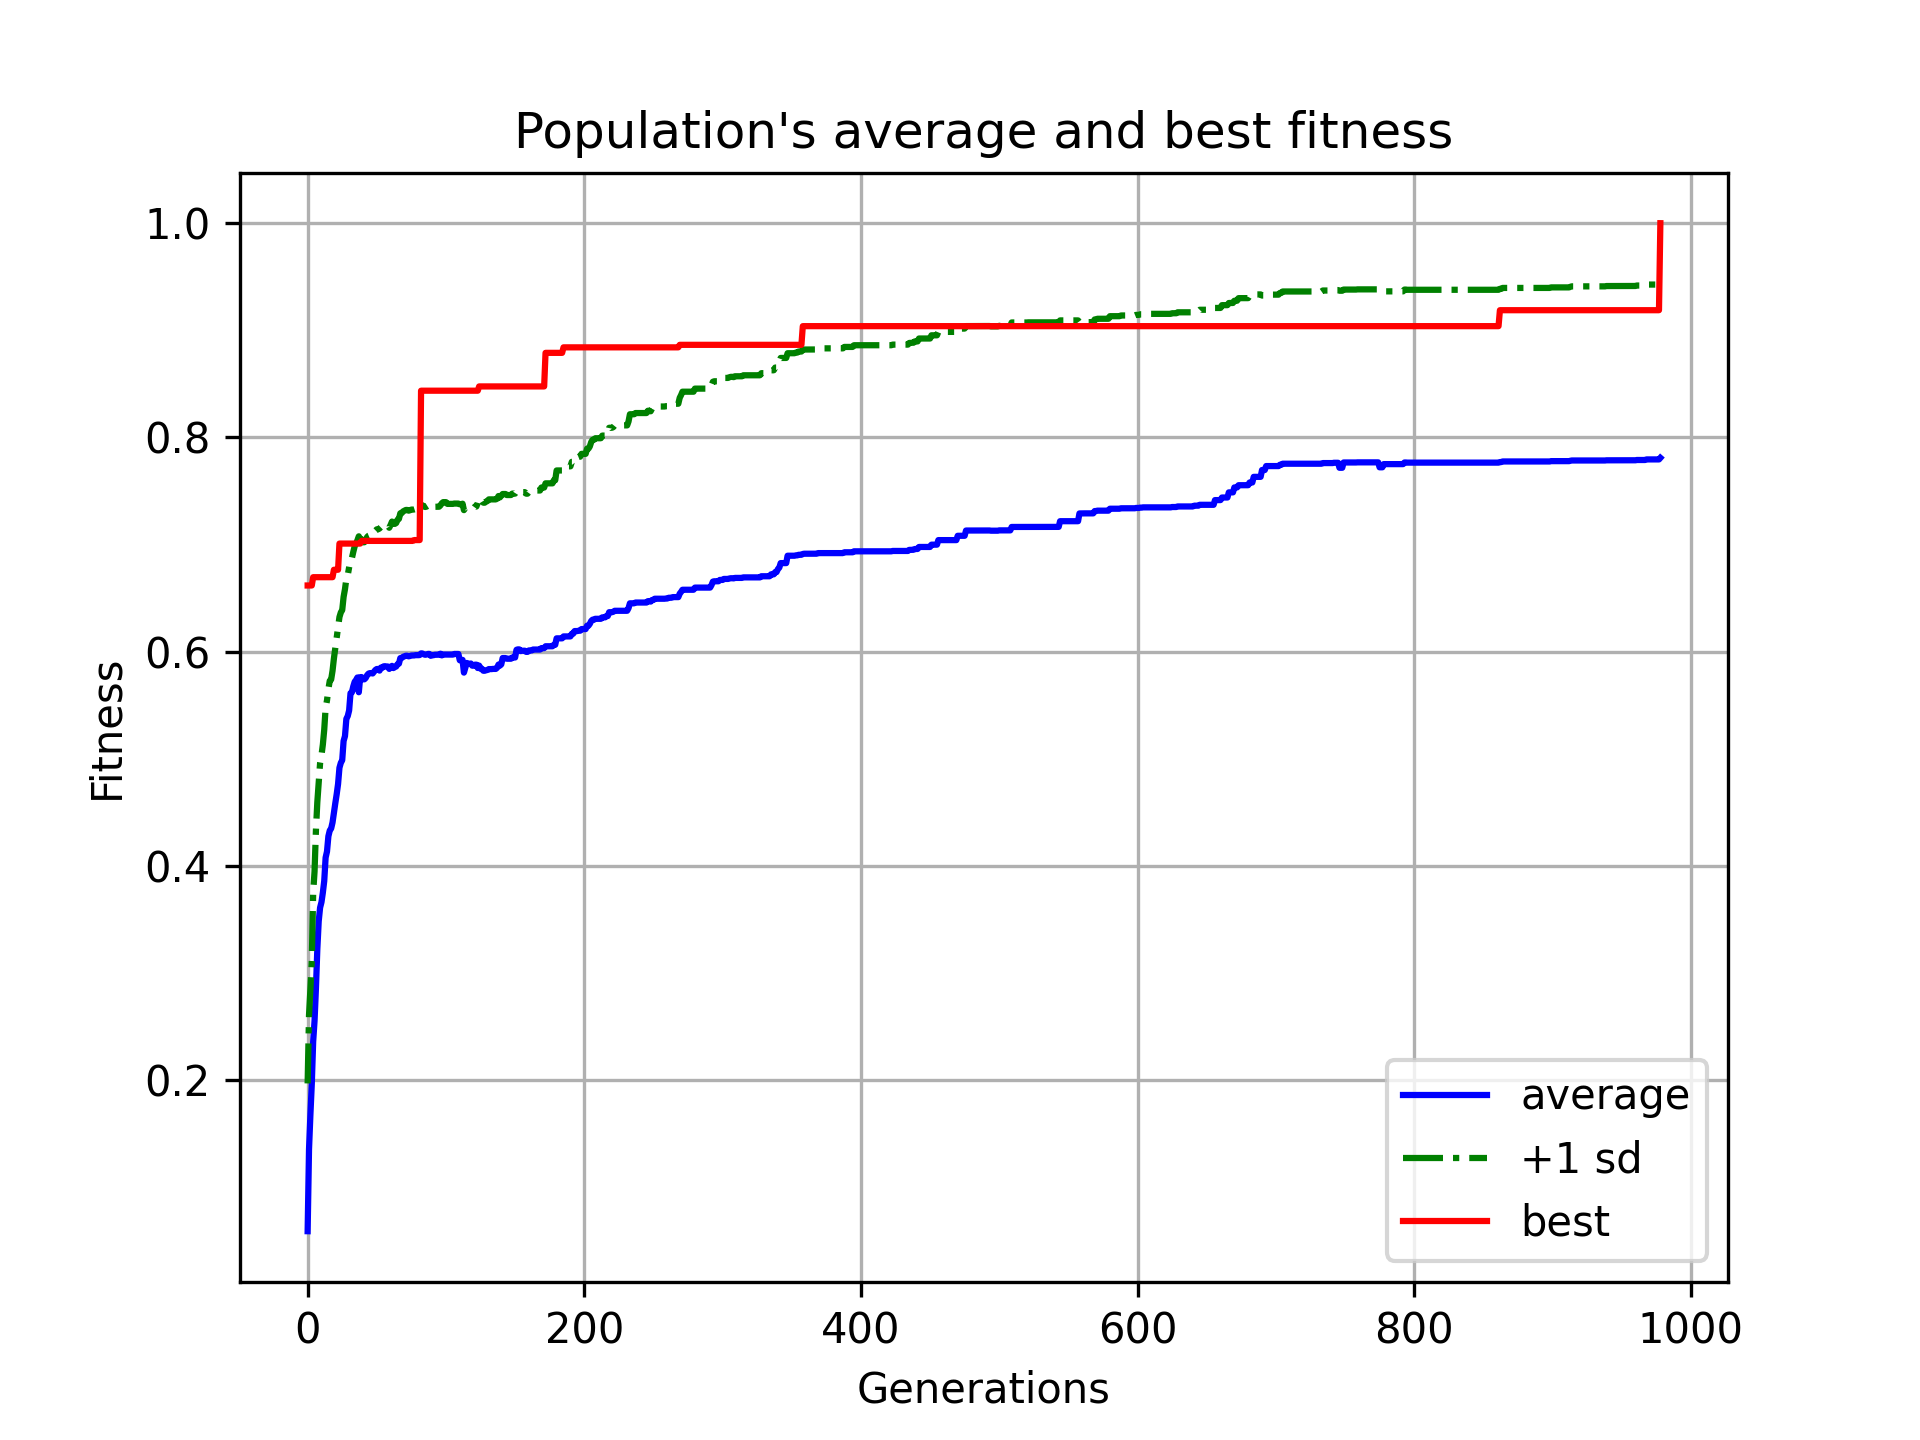 Population's average and best fitness
1.0
0.8
0.6
0.4
0.2
Fitness
0 200 400 600 800 1000
Generations
average
+1 sd
best